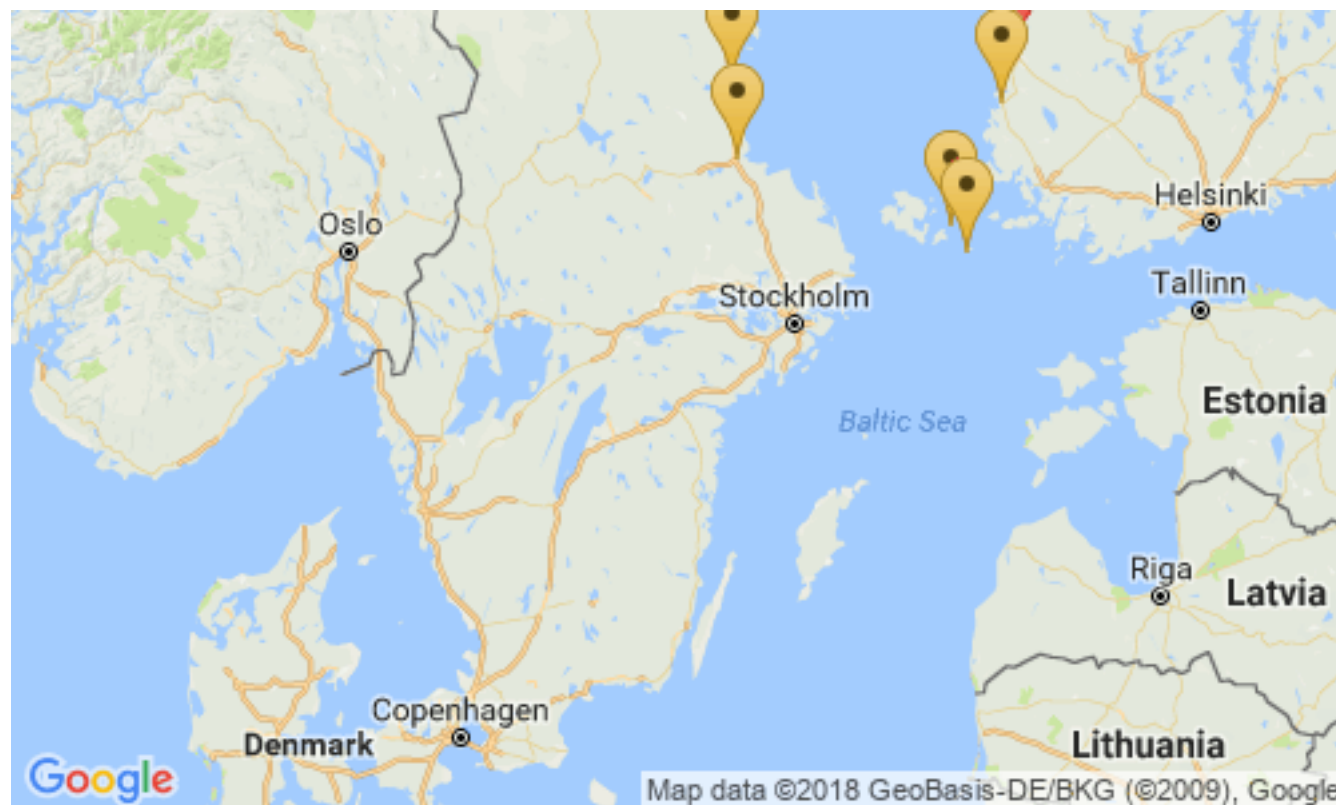 Oslo
Helsinki
Stockholm
Tallinn
Estonia
Baltic Sea
Riga
Latvia
Copenhagen
Denmark
Lithuania
Google
Map data ©2018 GeoBasis-DE/BKG (©2009), Google